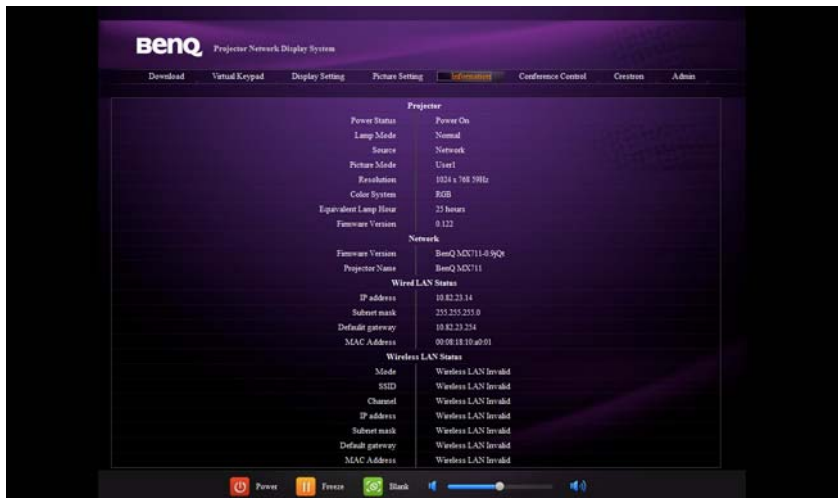 BenQ Projector Network Display System
Download Virtual Keypad Display Setting Picture Setting Information Conference Control Crestron Admin
Projector
Power Status Power On
Lamp Mode Normal
Source Network
Picture Mode User1
Resolution 1024 x 768 59Hz
Color System RGB
Equivalent Lamp Hour 25 hours
Firmware Version 0.122
Network
Firmware Version BenQ MX711-0.9jQt
Projector Name BenQ MX711
Wired LAN Status
IP address 10.82.23.14
Subnet mask 255.255.255.0
Default gateway 10.82.23.254
MAC Address 00:08:18:10:a0:01
Wireless LAN Status
Mode Wireless LAN Invalid
SSID Wireless LAN Invalid
Channel Wireless LAN Invalid
IP address Wireless LAN Invalid
Subnet mask Wireless LAN Invalid
Default gateway Wireless LAN Invalid
MAC Address Wireless LAN Invalid
Power Freeze Blank